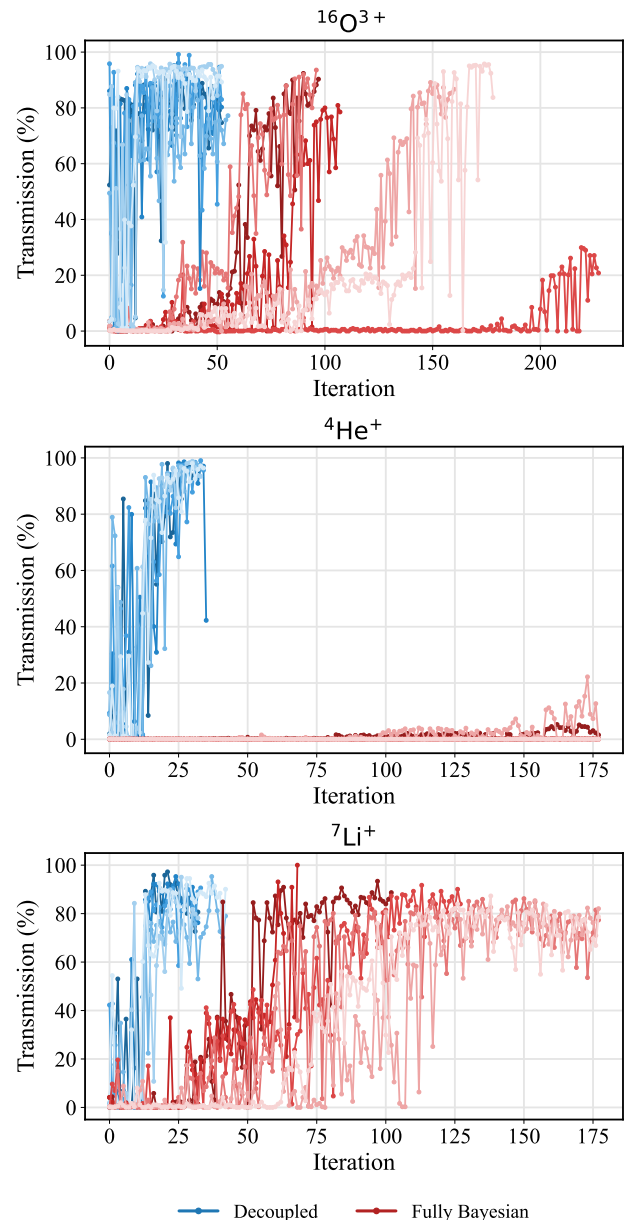 ¹⁶O³⁺
Transmission (%)
100
80
60
40
20
0
0 50 100 150 200
Iteration
⁴He⁺
Transmission (%)
100
80
60
40
20
0
0 25 50 75 100 125 150 175
Iteration
⁷Li⁺
Transmission (%)
100
80
60
40
20
0
0 25 50 75 100 125 150 175
Iteration
Decoupled Fully Bayesian